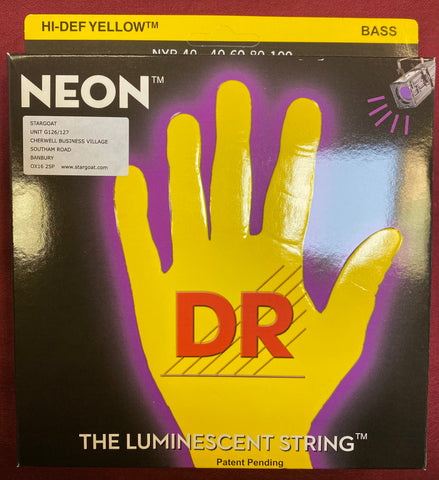 HI-DEF YELLOW™
BASS
NYB-40 40-60-80-100
NEON™
STARGOAT
UNIT G126/127
CHERWELL BUSINESS VILLAGE
SOUTHAM ROAD
BANBURY
OX16 2SP www.stargoat.com
DR
THE LUMINESCENT STRING™
Patent Pending